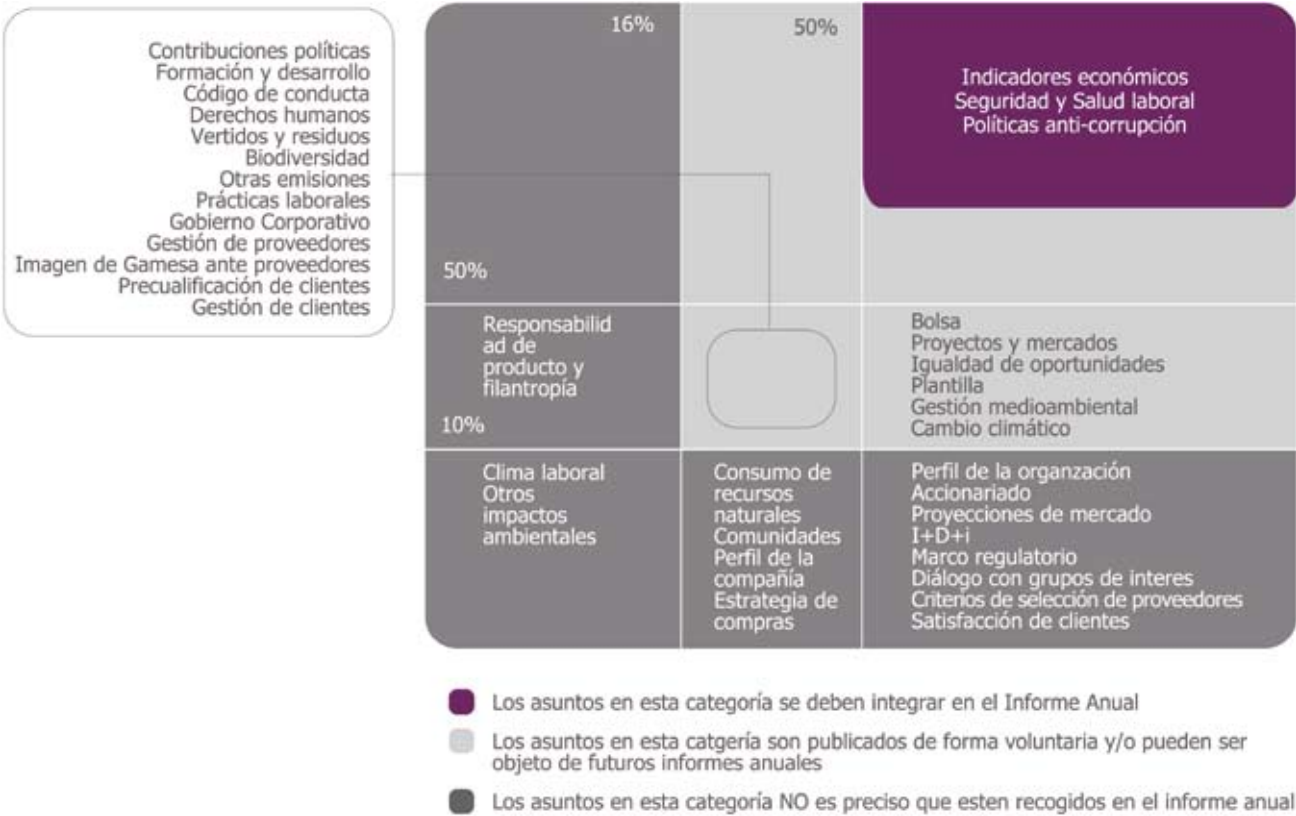 Contribuciones políticas
Formación y desarrollo
Código de conducta
Derechos humanos
Vertidos y residuos
Biodiversidad
Otras emisiones
Prácticas laborales
Gobierno Corporativo
Gestión de proveedores
Imagen de Gamesa ante proveedores
Precualificación de clientes
Gestión de clientes
16%
50%
Indicadores económicos
Seguridad y Salud laboral
Políticas anti-corrupción
50%
Responsabilid
ad de
producto y
filantropía
10%
Bolsa
Proyectos y mercados
Igualdad de oportunidades
Plantilla
Gestión medioambiental
Cambio climático
Clima laboral
Otros
impactos
ambientales
Consumo de
recursos
naturales
Comunidades
Perfil de la
compañía
Estrategia de
compras
Perfil de la organzación
Accionariado
Proyecciones de mercado
I+D+i
Marco regulatorio
Diálogo con grupos de interes
Criterios de selección de proveedores
Satisfacción de clientes
Los asuntos en esta categoría se deben integrar en el Informe Anual
Los asuntos en esta catgería son publicados de forma voluntaria y/o pueden ser
objeto de futuros informes anuales
Los asuntos en esta categoría NO es preciso que esten recogidos en el informe anual